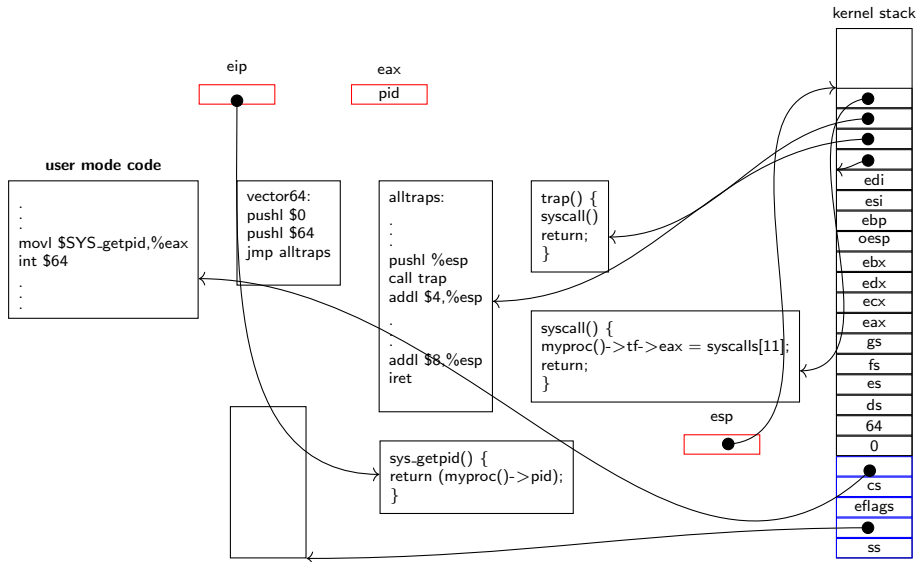 kernel stack
eip
eax
pid
user mode code
.
.
.
movl $SYS_getpid,%eax
int $64
.
.
.
vector64:
pushl $0
pushl $64
jmp alltraps
alltraps:
.
.
.
pushl %esp
call trap
addl $4,%esp
.
.
.
addl $8,%esp
iret
trap() {
syscall()
return;
}
syscall() {
myproc()->tf->eax = syscalls[11];
return;
}
esp
sys_getpid() {
return (myproc()->pid);
}
edi
esi
ebp
oesp
ebx
edx
ecx
eax
gs
fs
es
ds
64
0
cs
eflags
ss